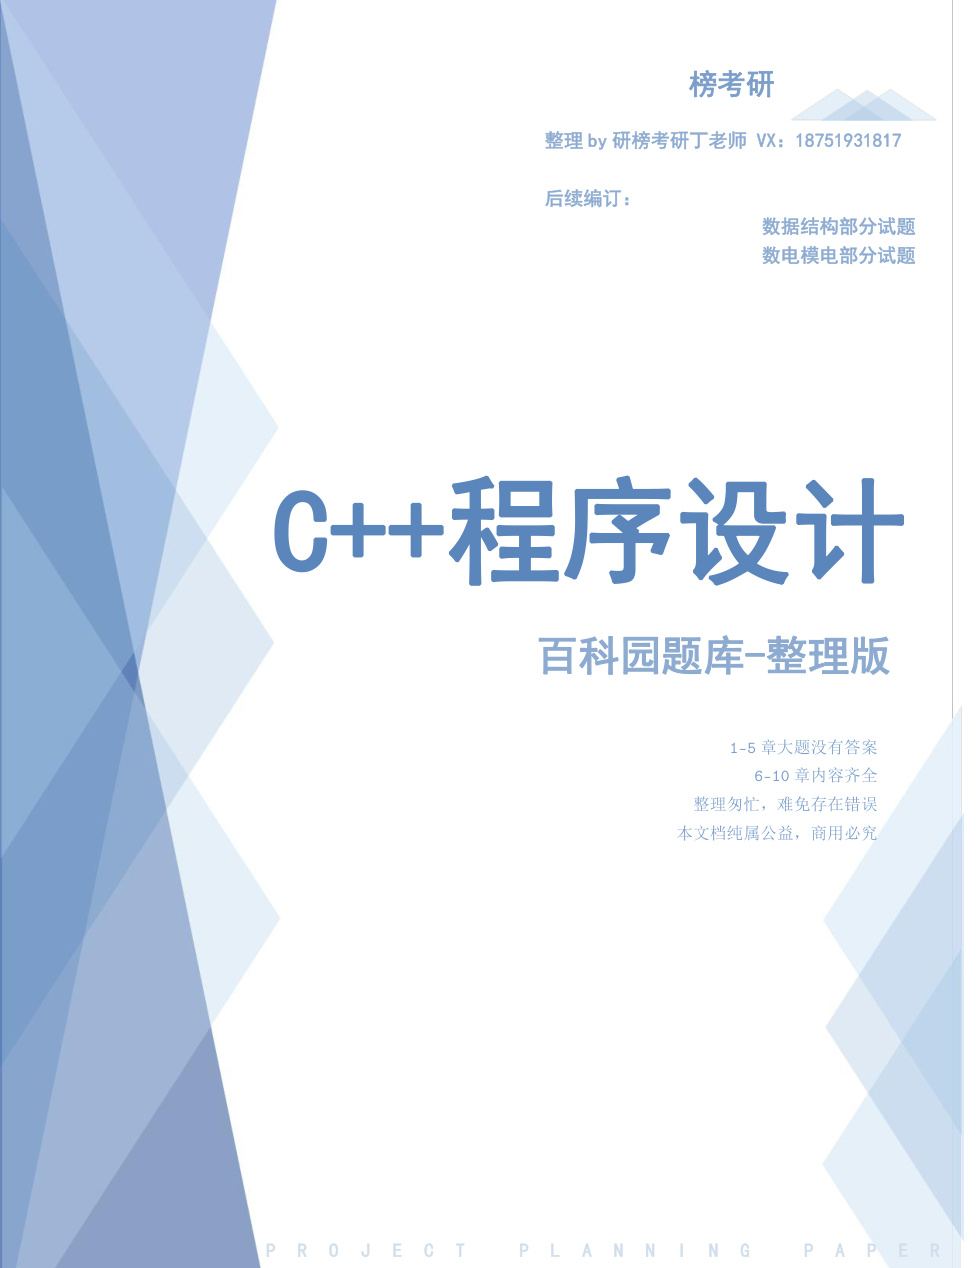 榜考研
整理 by 研榜考研丁老师 VX：18751931817
后续编订：
数据结构部分试题
数电模电部分试题
C++程序设计
百科园题库-整理版
1-5 章大题没有答案
6-10 章内容齐全
整理匆忙，难免存在错误
本文档纯属公益，商用必究
PROJECT PLANNING PAPER